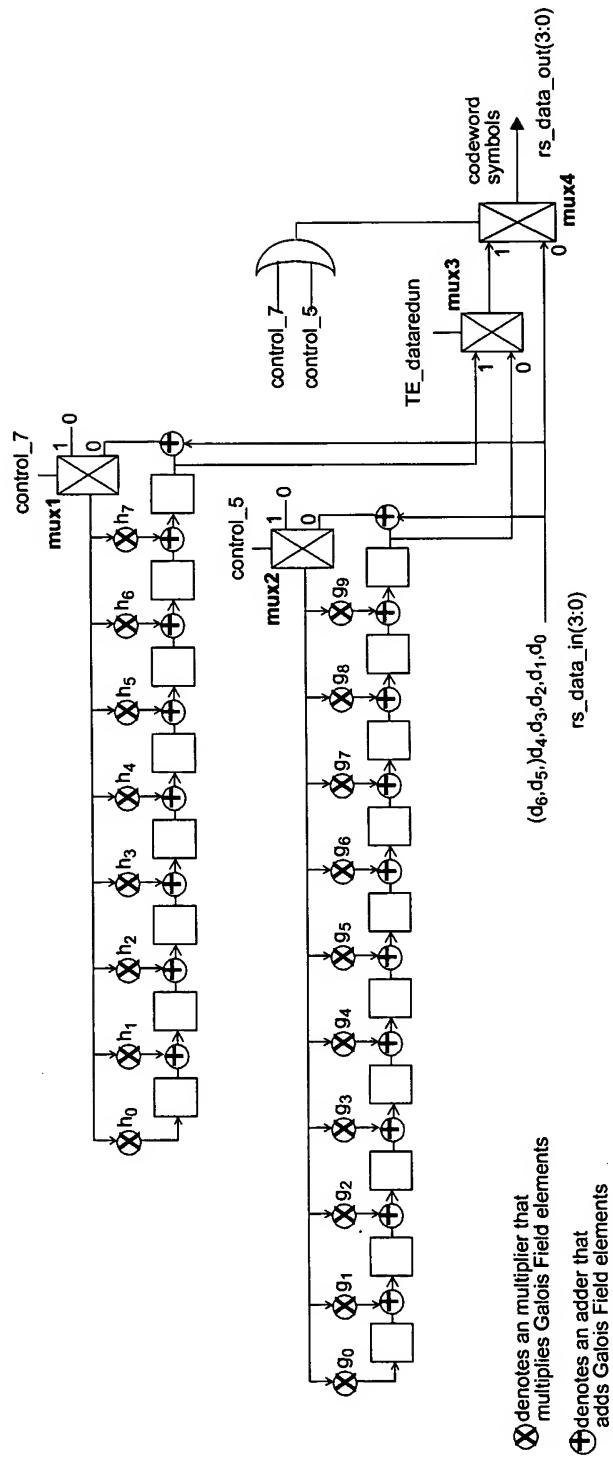 control_7
1 0
0
mux1
h0 h1 h2 h3 h4 h5 h6 h7
control_5
1 0
0
mux2
g0 g1 g2 g3 g4 g5 g6 g7 g8 g9
control_7
control_5
TE_dataredun
mux3
1
0
codeword
symbols
1
0
mux4
rs_data_out(3:0)
(d6,d5,)d4,d3,d2,d1,d0
rs_data_in(3:0)
denotes an multiplier that
multiplies Galois Field elements
denotes an adder that
adds Galois Field elements